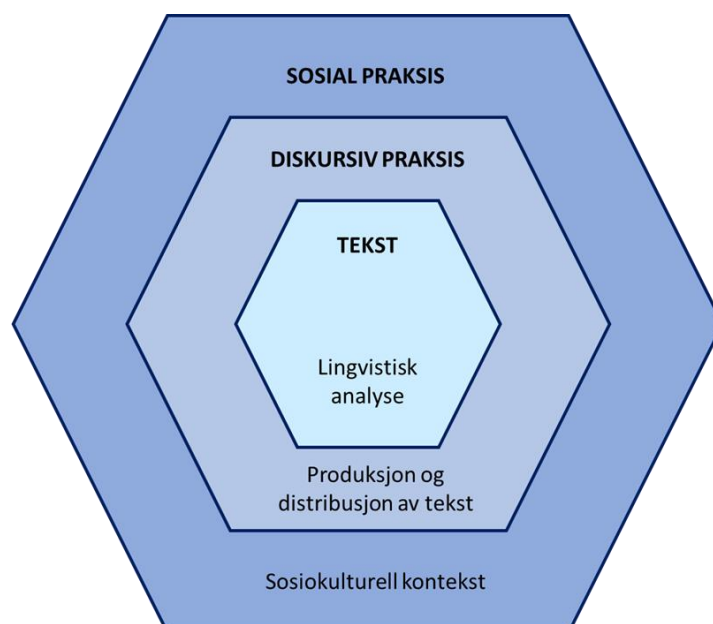 SOSIAL PRAKSIS
DISKURSIV PRAKSIS
TEKST
Lingvistisk
analyse
Produksjon og
distribusjon av tekst
Sosiokulturell kontekst